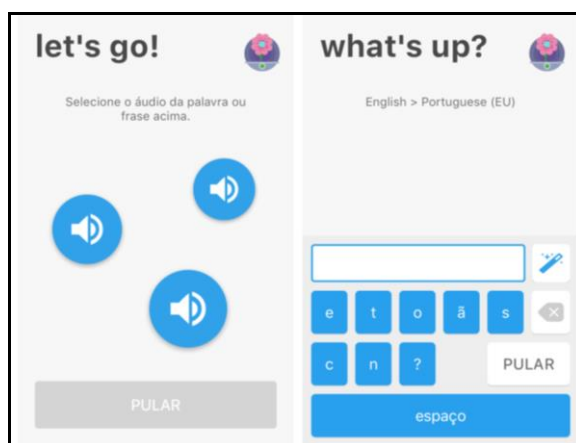 let's go!
Selecione o áudio da palavra ou
frase acima.
PULAR
what's up?
English > Portuguese (EU)
e t o ã s
c n ? PULAR
espaço